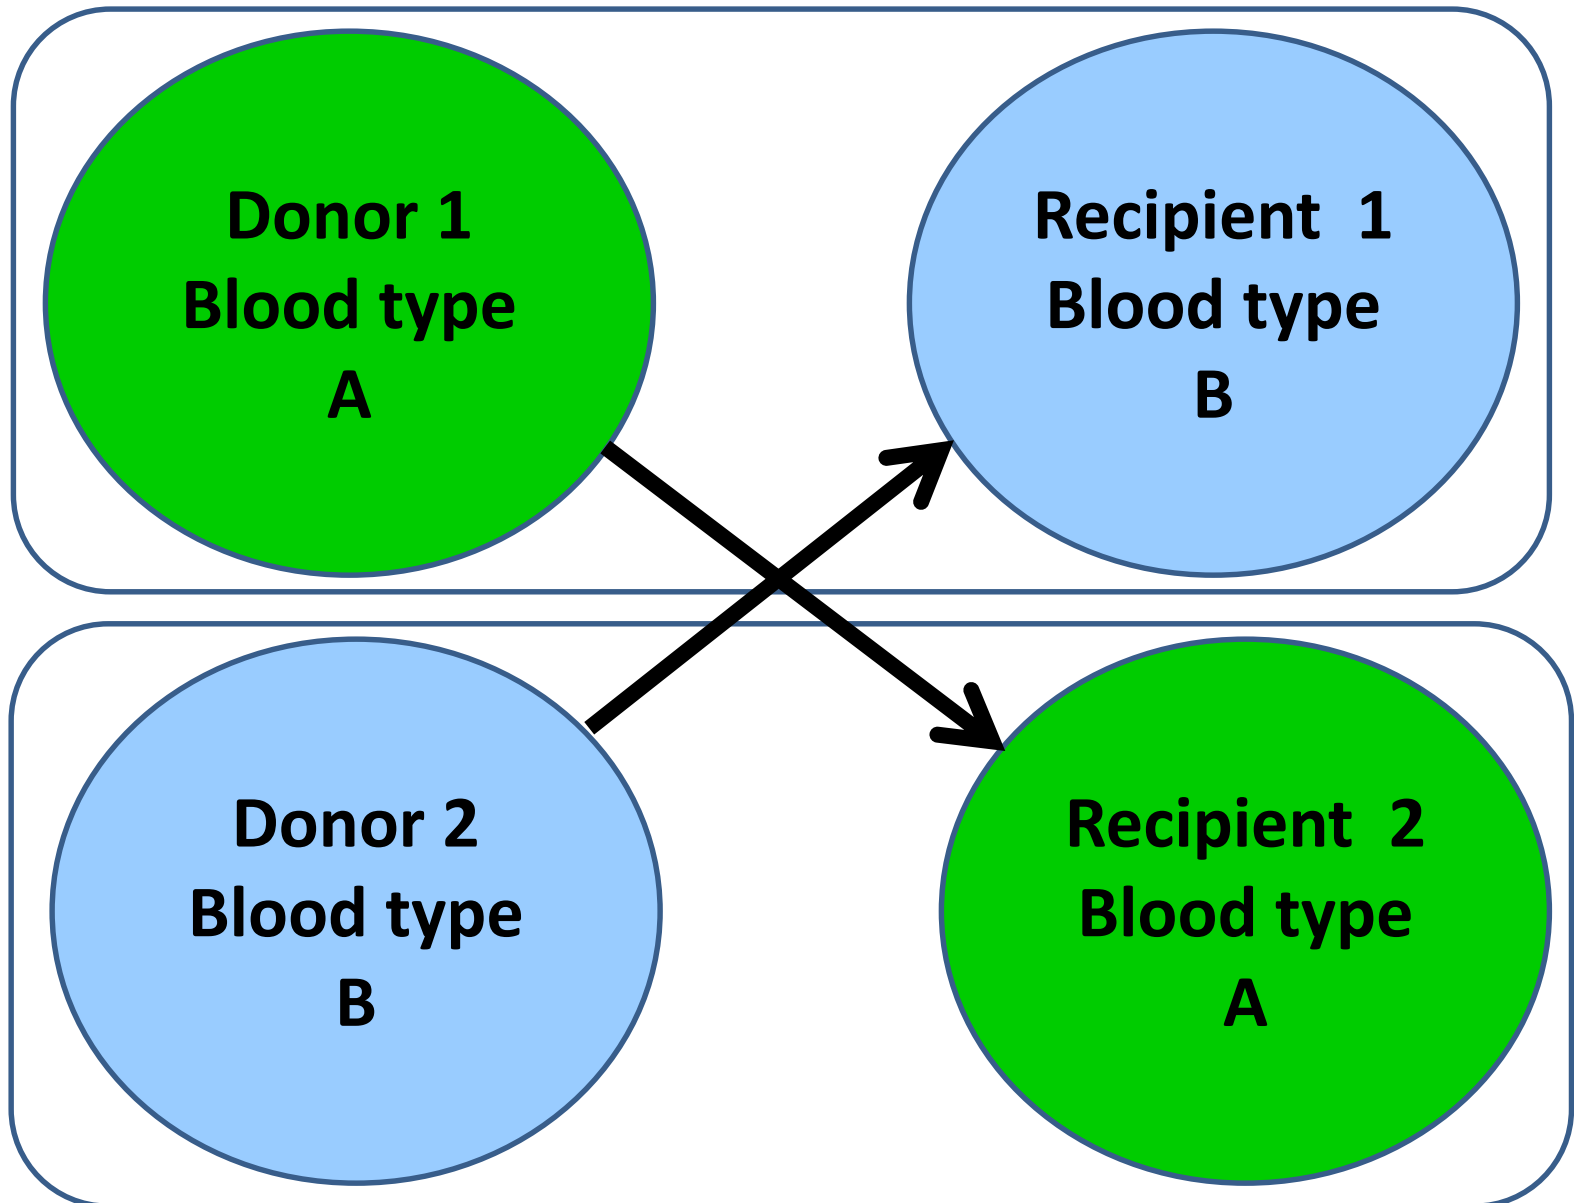 Donor 1
Blood type
A
Recipient  1
Blood type
B
Donor 2
Blood type
B
Recipient  2
Blood type
A